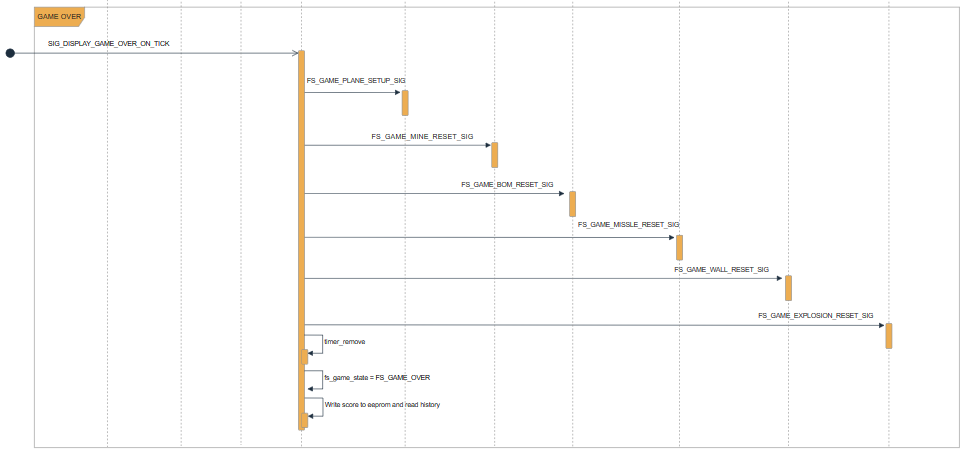 GAME OVER
SIG_DISPLAY_GAME_OVER_ON_TICK
FS_GAME_PLANE_SETUP_SIG
FS_GAME_MINE_RESET_SIG
FS_GAME_BOM_RESET_SIG
FS_GAME_MISSLE_RESET_SIG
FS_GAME_WALL_RESET_SIG
FS_GAME_EXPLOSION_RESET_SIG
timer_remove
fs_game_state = FS_GAME_OVER
Write score to eeprom and read history